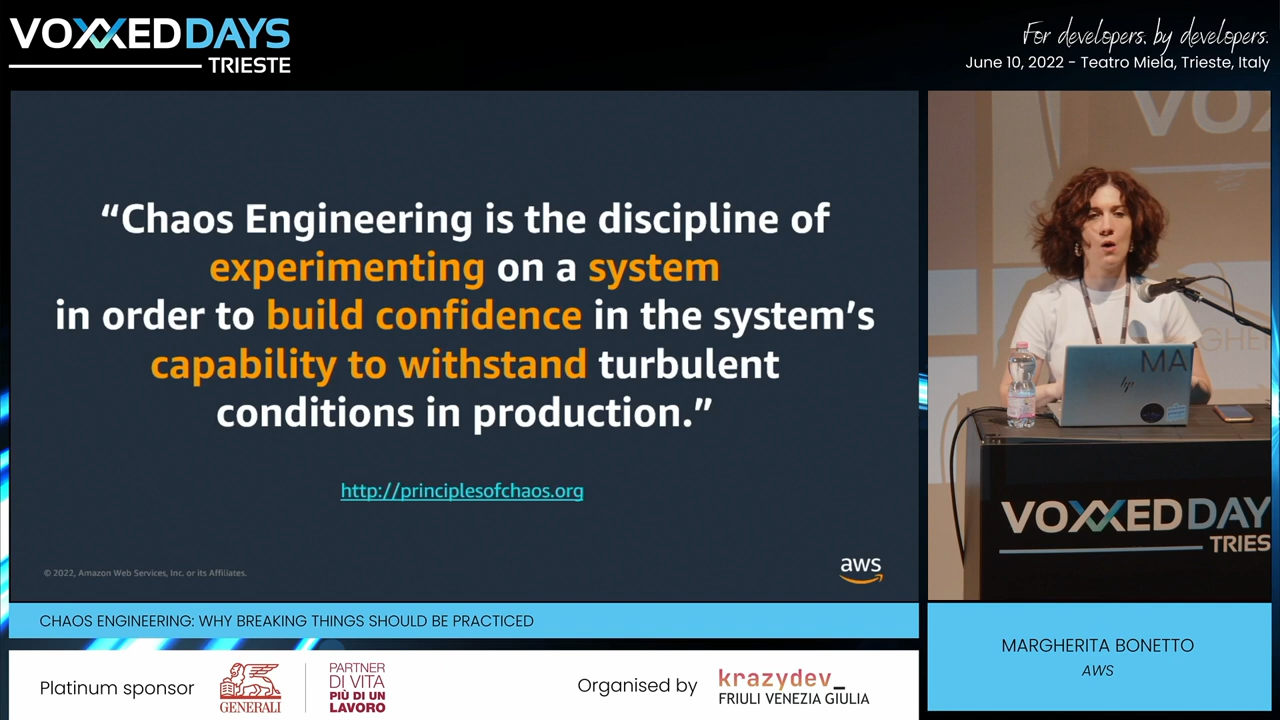 VOXXEDDAYS
TRIESTE
For developers, by developers.
June 10, 2022 - Teatro Miela, Trieste, Italy
“Chaos Engineering is the discipline of
experimenting on a system
in order to build confidence in the system’s
capability to withstand turbulent
conditions in production.”
http://principlesofchaos.org
© 2022, Amazon Web Services, Inc. or its Affiliates.
aws
VOX
MA
GHER
hp
VOXXEDDAY
TRIES
CHAOS ENGINEERING: WHY BREAKING THINGS SHOULD BE PRACTICED
MARGHERITA BONETTO
AWS
Platinum sponsor
GENERALI
PARTNER
DI VITA
PIÙ DI UN
LAVORO
Organised by
krazydev_
FRIULI VENEZIA GIULIA